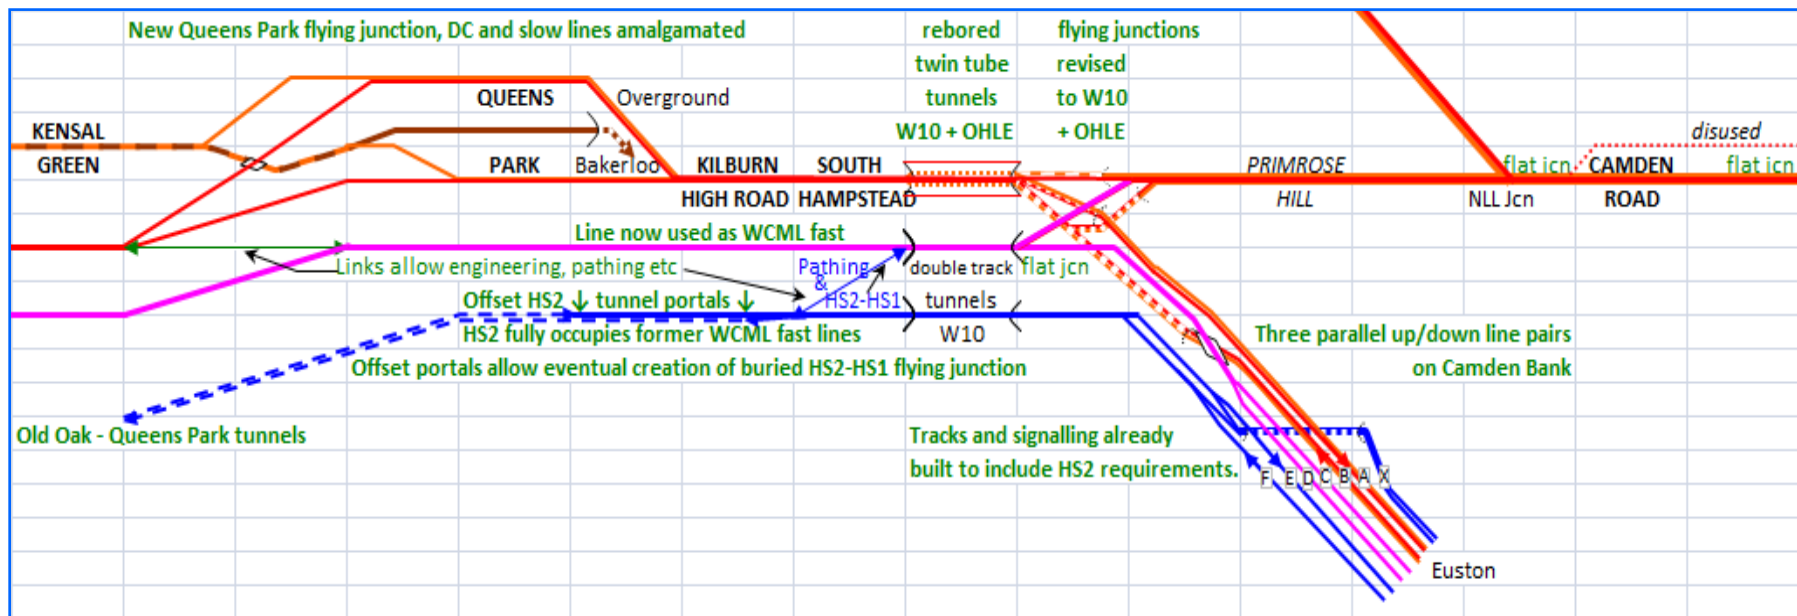 New Queens Park flying junction, DC and slow lines amalgamated
rebored
twin tube
tunnels
W10 + OHLE
flying junctions
revised
to W10
+ OHLE
KENSAL
GREEN
QUEENS
PARK
Overground
Bakerloo
KILBURN
HIGH ROAD
SOUTH
HAMPSTEAD
PRIMROSE
HILL
flat jcn
NLL Jcn
disused
CAMDEN
ROAD
flat jcn
Line now used as WCML fast
Links allow engineering, pathing etc
Pathing
&
HS2-HS1
double track
tunnels
W10
flat jcn
Offset HS2 ↓ tunnel portals ↓
HS2 fully occupies former WCML fast lines
Offset portals allow eventual creation of buried HS2-HS1 flying junction
Three parallel up/down line pairs
on Camden Bank
Old Oak - Queens Park tunnels
Tracks and signalling already
built to include HS2 requirements.
F E D C B A X
Euston